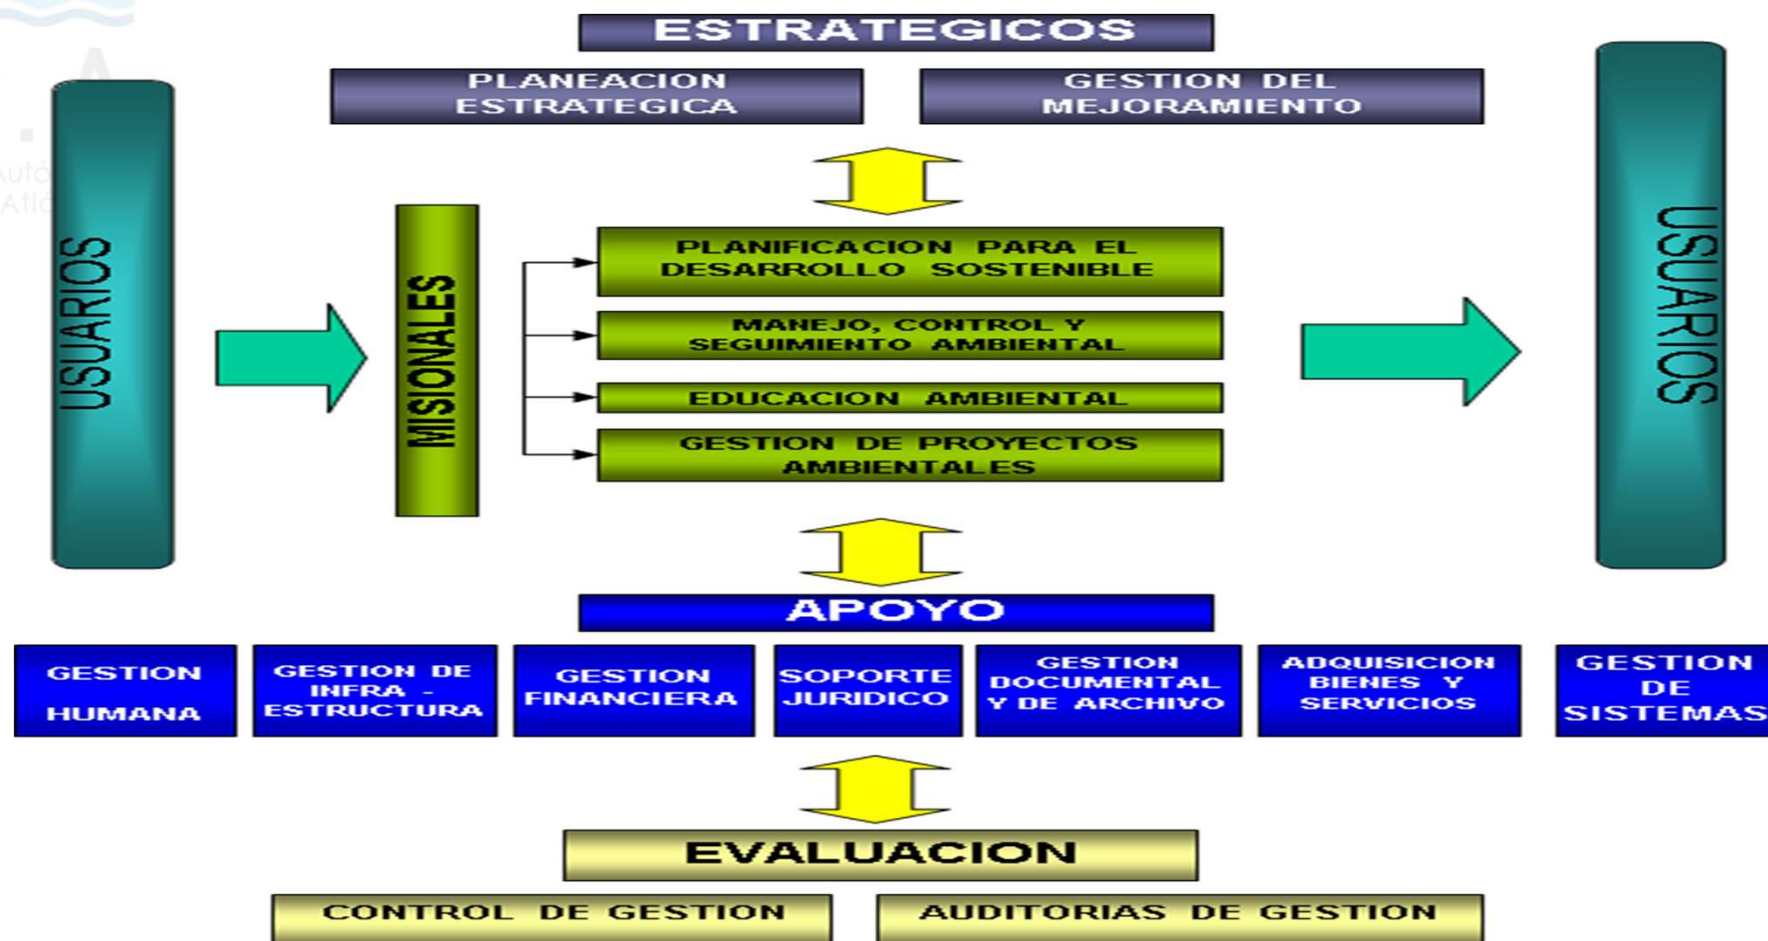 ESTRATEGICOS
PLANEACION
ESTRATEGICA
GESTION DEL
MEJORAMIENTO
USUARIOS
MISIONALES
PLANIFICACION PARA EL
DESARROLLO SOSTENIBLE
MANEJO, CONTROL Y
SEGUIMIENTO AMBIENTAL
EDUCACION AMBIENTAL
GESTION DE PROYECTOS
AMBIENTALES
USUARIOS
APOYO
GESTION
HUMANA
GESTION DE
INFRA -
ESTRUCTURA
GESTION
FINANCIERA
SOPORTE
JURIDICO
GESTION
DOCUMENTAL
Y DE ARCHIVO
ADQUISICION
BIENES Y
SERVICIOS
GESTION
DE
SISTEMAS
EVALUACION
CONTROL DE GESTION
AUDITORIAS DE GESTION